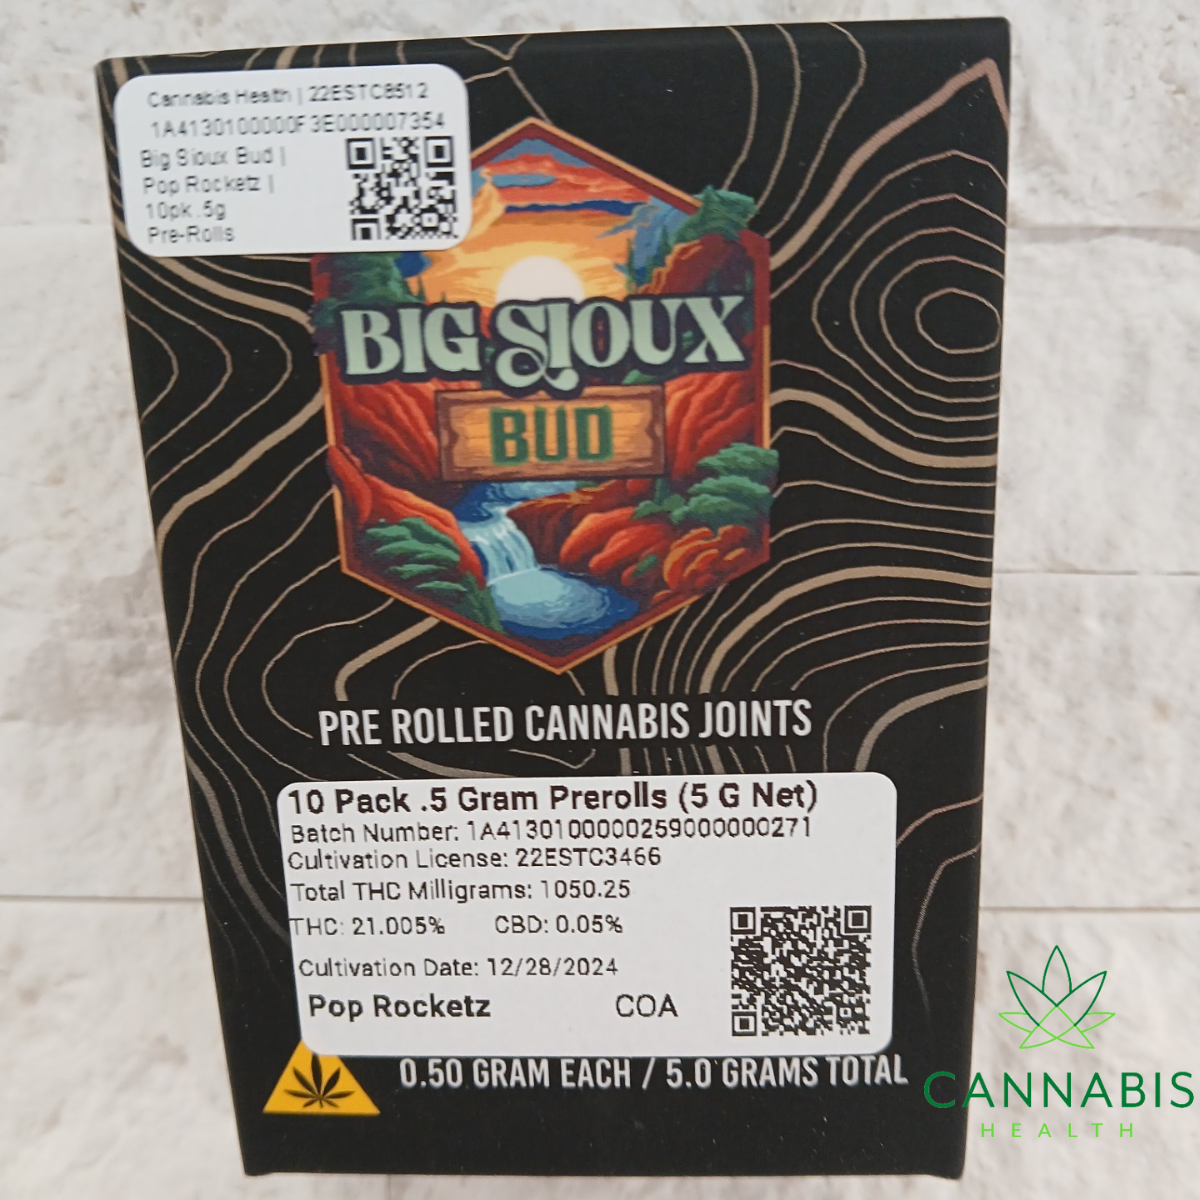 Cannabis Health | 22ESTC8512
1A4130100000F3E000007354
Big Sioux Bud |
Pop Rocketz |
10pk .5g
Pre-Rolls
BIG SIOUX
BUD
PRE ROLLED CANNABIS JOINTS
10 Pack .5 Gram Prerolls (5 G Net)
Batch Number: 1A4130100000259000000271
Cultivation License: 22ESTC3466
Total THC Milligrams: 1050.25
THC: 21.005% CBD: 0.05%
Cultivation Date: 12/28/2024
Pop Rocketz COA
0.50 GRAM EACH / 5.0 GRAMS TOTAL
CANNABIS
HEALTH